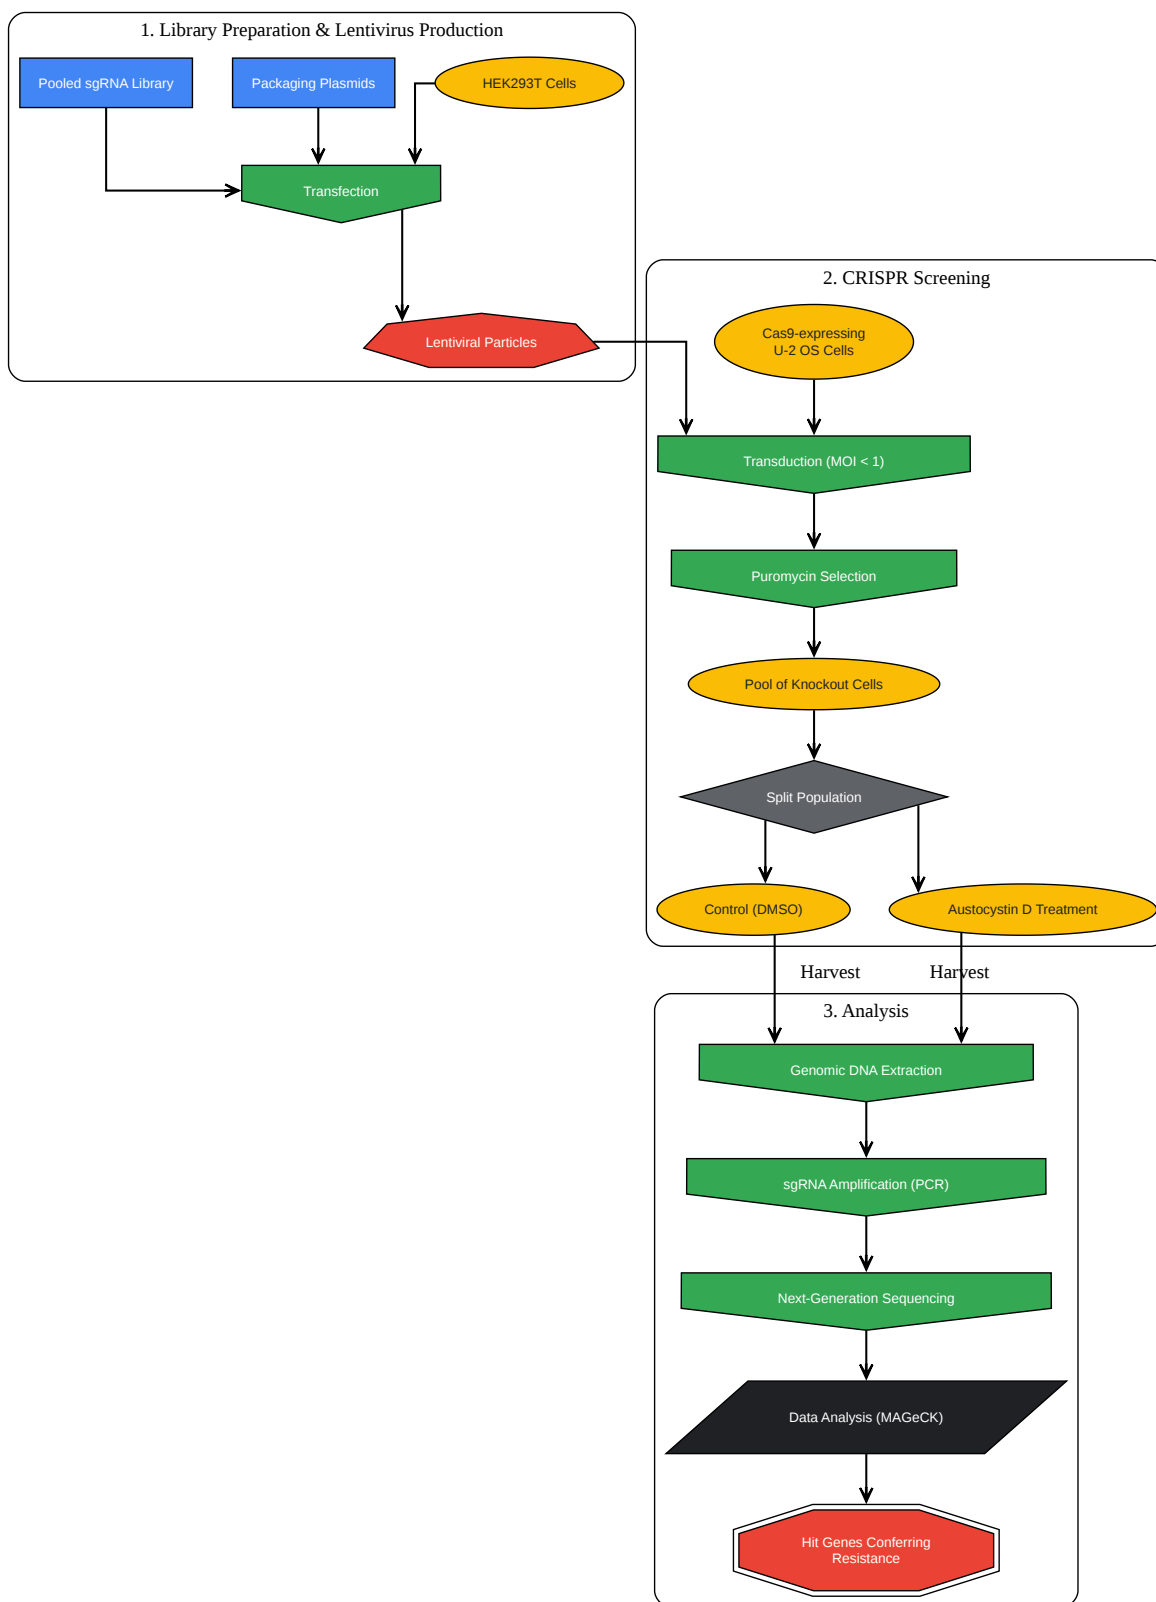 1. Library Preparation & Lentivirus Production
Pooled sgRNA Library
Packaging Plasmids
HEK293T Cells
Transfection
Lentiviral Particles
2. CRISPR Screening
Cas9-expressing
U-2 OS Cells
Transduction (MOI < 1)
Puromycin Selection
Pool of Knockout Cells
Split Population
Control (DMSO)
Austocystin D Treatment
Harvest
Harvest
3. Analysis
Genomic DNA Extraction
sgRNA Amplification (PCR)
Next-Generation Sequencing
Data Analysis (MAGeCK)
Hit Genes Conferring
Resistance